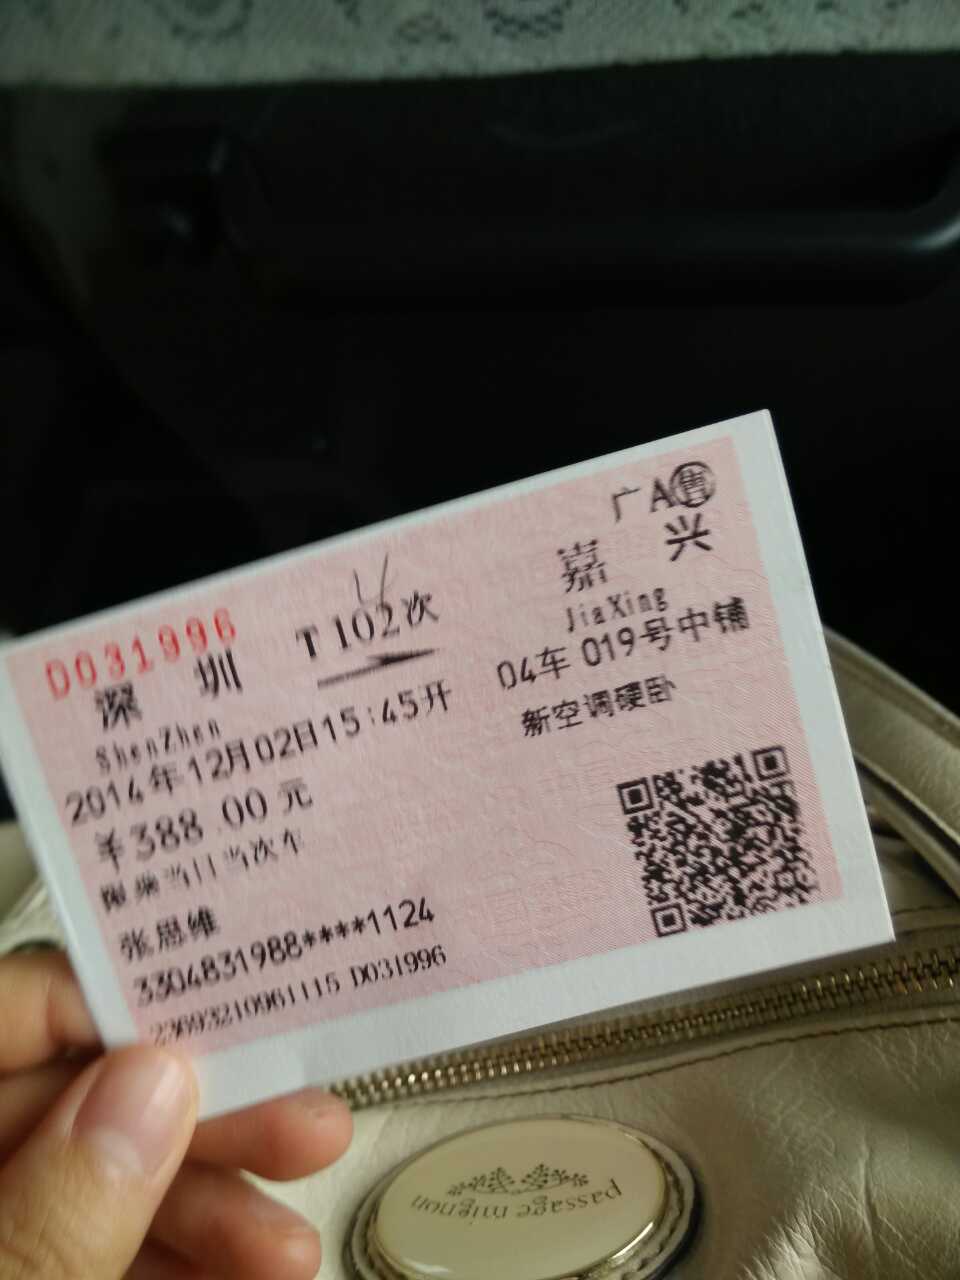 广A售
D031996
深圳 T102次 嘉兴
ShenZhen JiaXing
2014年12月02日15:45开 04车019号中铺
¥388.00元 新空调硬卧
限乘当日当次车
张思维
3304831988****1124
23693210961115 D031996
passage mignon